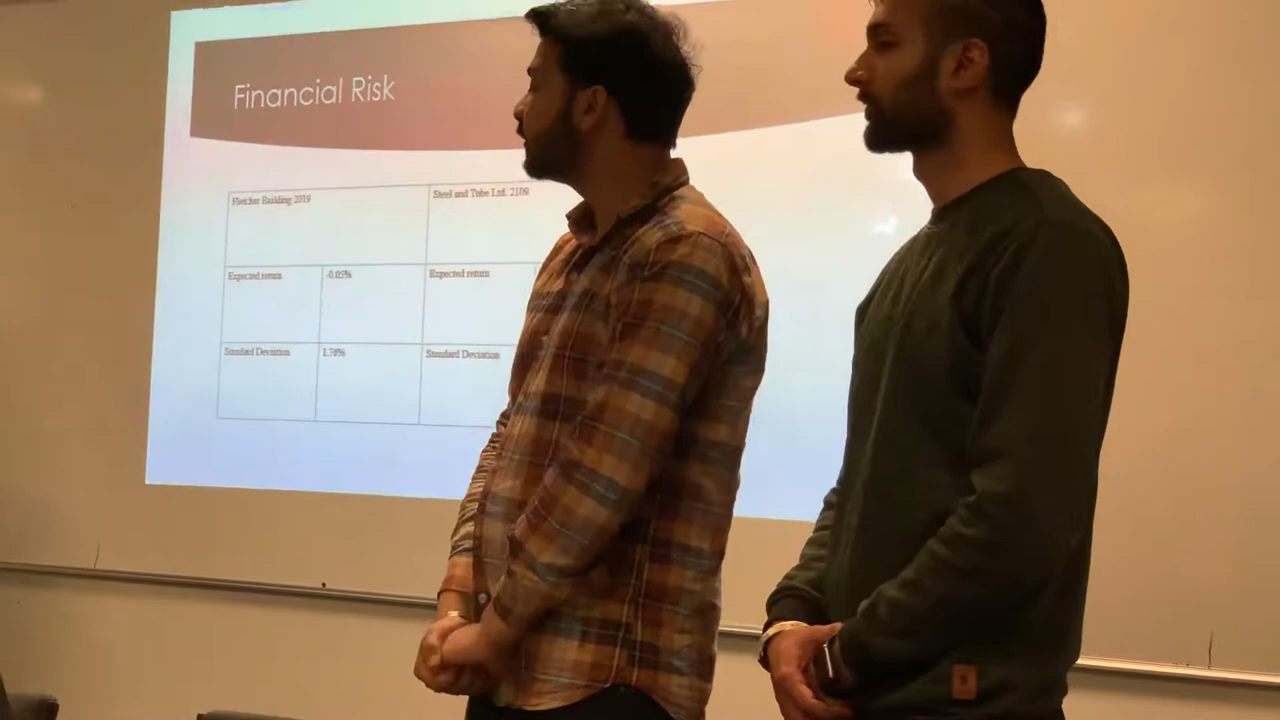 Financial Risk
Fletcher Building 2019
Steel and Tube Ltd. 2109
Expected return
-0.05%
Expected return
Standard Deviation
1.76%
Standard Deviation